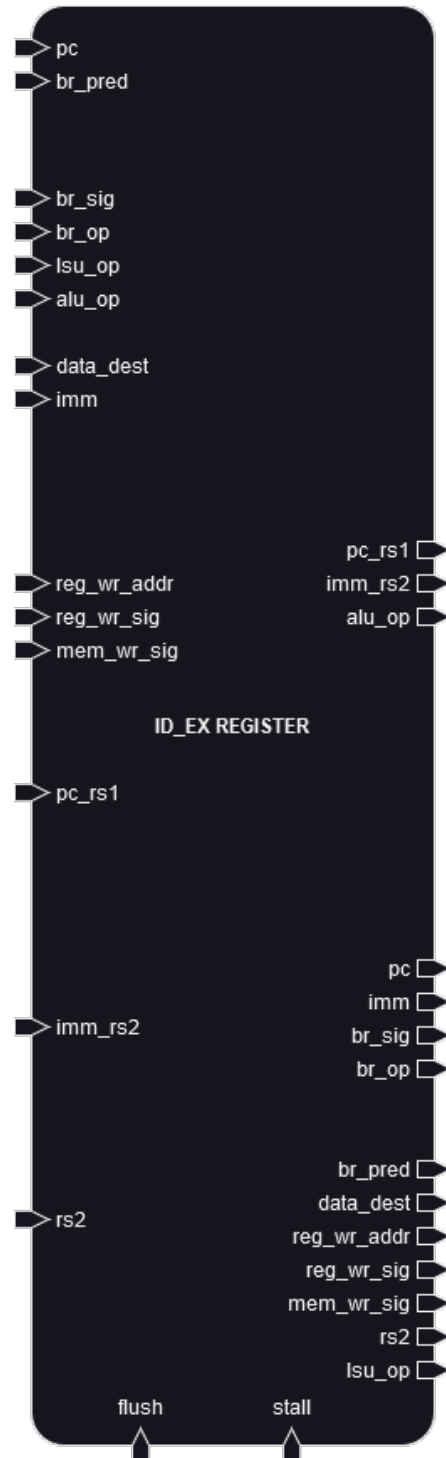 pc
br_pred
br_sig
br_op
lsu_op
alu_op
data_dest
imm
reg_wr_addr
reg_wr_sig
mem_wr_sig
pc_rs1
imm_rs2
alu_op
ID_EX REGISTER
pc_rs1
imm_rs2
rs2
pc
imm
br_sig
br_op
br_pred
data_dest
reg_wr_addr
reg_wr_sig
mem_wr_sig
rs2
lsu_op
flush
stall